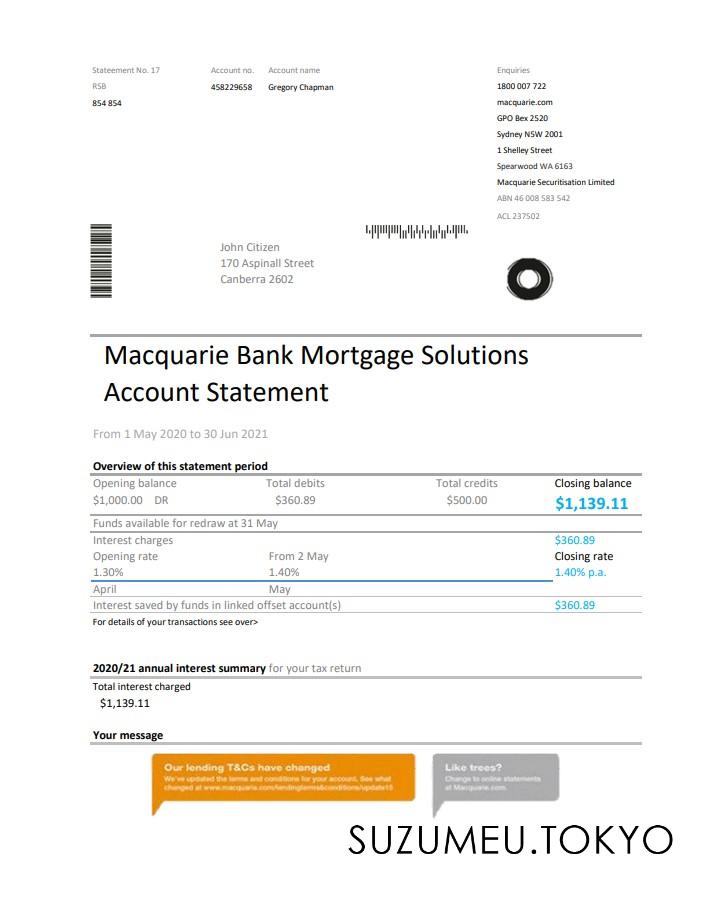 Stateement No. 17 Account no. Account name Enquiries
RSB 458229658 Gregory Chapman 1800 007 722
854 854 macquarie.com
GPO Bex 2520
Sydney N5W 2001
1 Shelley Street
Spearwood WA 6163
Macquarie Securitisation Limited
ABN 46 008 583 542
ACL 237502
John Citizen
170 Aspinall Street
Canberra 2602
Macquarie Bank Mortgage Solutions
Account Statement
From 1 May 2020 to 30 Jun 2021
Overview of this statement period
Opening balance Total debits Total credits Closing balance
$1,000.00 DR $360.89 $500.00 $1,139.11
Funds available for redraw at 31 May
Interest charges $360.89
Opening rate From 2 May Closing rate
1.30% 1.40% 1.40% p.a.
April May
Interest saved by funds in linked offset account(s) $360.89
For details of your transactions see over>
2020/21 annual interest summary for your tax return
Total interest charged
$1,139.11
Your message
Our lending T&Cs have changed
We've updated the terms and conditions for your account. See what
changed at www.macquarie.com/lendingterms&conditions/update15
Like trees?
Change to online statements
at Macquarie.com.
SUZUMEU.TOKYO